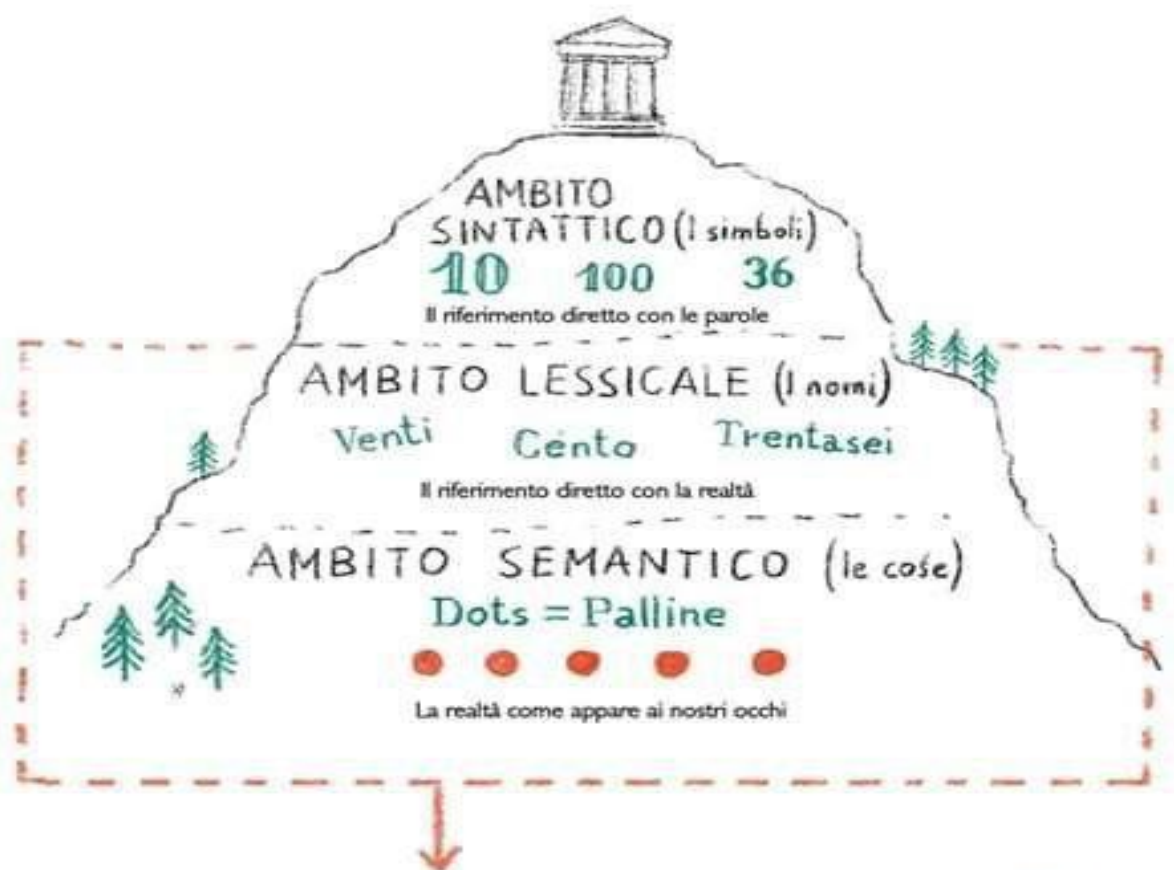 AMBITO
SINTATTICO (I simboli)
10 100 36
Il riferimento diretto con le parole
AMBITO LESSICALE (I nomi)
Venti Cento Trentasei
Il riferimento diretto con la realtà
AMBITO SEMANTICO (le cose)
Dots = Palline
La realtà come appare ai nostri occhi